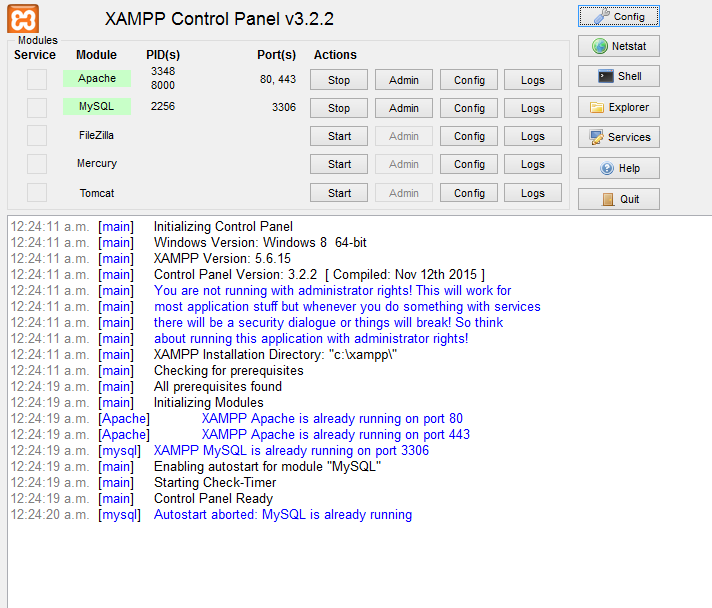 XAMPP Control Panel v3.2.2
Config
Modules
Service Module PID(s) Port(s) Actions
Netstat
Apache 3348 8000 80, 443 Stop Admin Config Logs
Shell
MySQL 2256 3306 Stop Admin Config Logs
Explorer
FileZilla Start Admin Config Logs
Services
Mercury Start Admin Config Logs
Help
Tomcat Start Admin Config Logs
Quit
12:24:11 a.m. [main] Initializing Control Panel
12:24:11 a.m. [main] Windows Version: Windows 8 64-bit
12:24:11 a.m. [main] XAMPP Version: 5.6.15
12:24:11 a.m. [main] Control Panel Version: 3.2.2 [ Compiled: Nov 12th 2015 ]
12:24:11 a.m. [main] You are not running with administrator rights! This will work for
12:24:11 a.m. [main] most application stuff but whenever you do something with services
12:24:11 a.m. [main] there will be a security dialogue or things will break! So think
12:24:11 a.m. [main] about running this application with administrator rights!
12:24:11 a.m. [main] XAMPP Installation Directory: "c:\xampp\"
12:24:11 a.m. [main] Checking for prerequisites
12:24:19 a.m. [main] All prerequisites found
12:24:19 a.m. [main] Initializing Modules
12:24:19 a.m. [Apache] XAMPP Apache is already running on port 80
12:24:19 a.m. [Apache] XAMPP Apache is already running on port 443
12:24:19 a.m. [mysql] XAMPP MySQL is already running on port 3306
12:24:19 a.m. [main] Enabling autostart for module "MySQL"
12:24:19 a.m. [main] Starting Check-Timer
12:24:19 a.m. [main] Control Panel Ready
12:24:20 a.m. [mysql] Autostart aborted: MySQL is already running